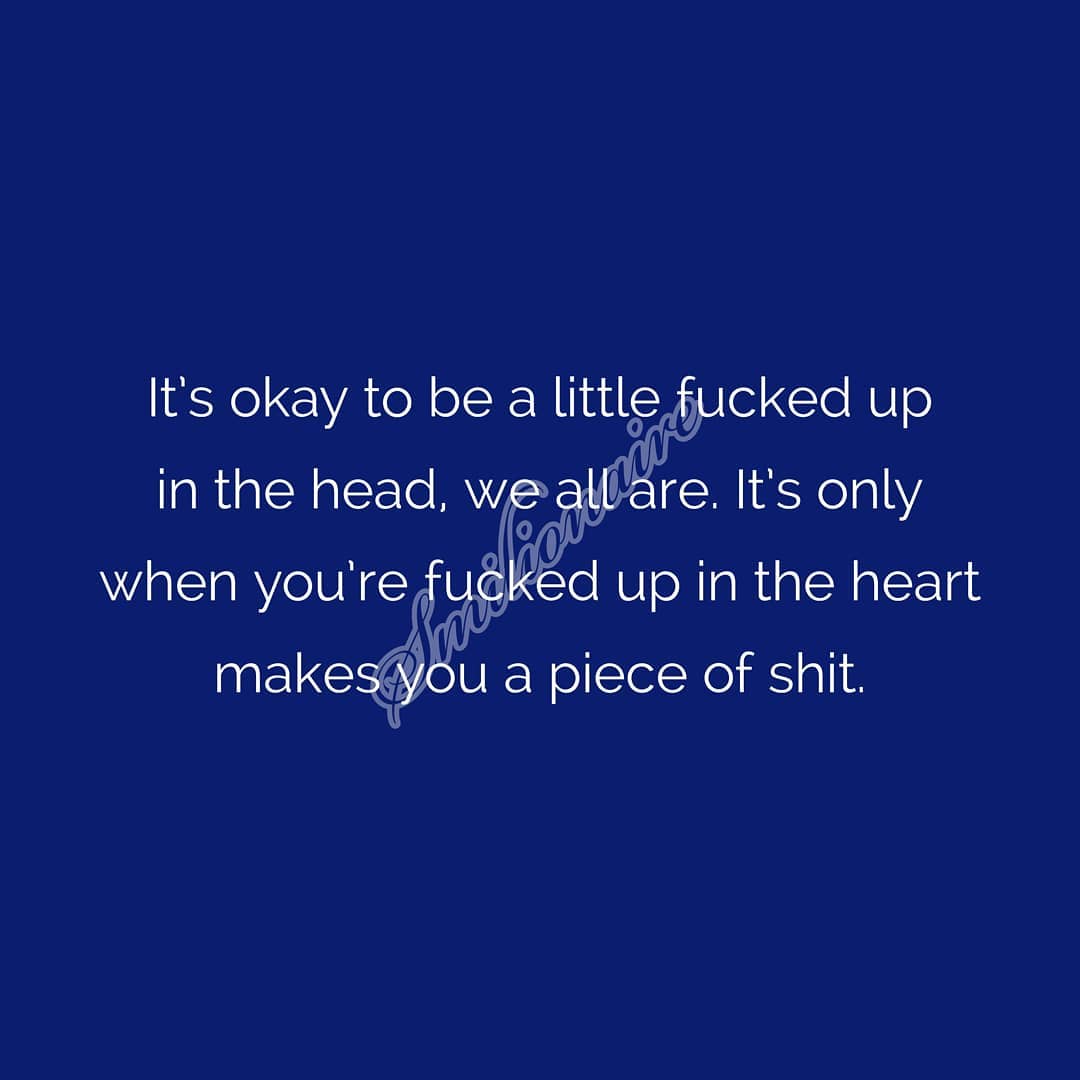 It's okay to be a little fucked up
in the head, we all are. It's only
when you're fucked up in the heart
makes you a piece of shit.
Smilionaire